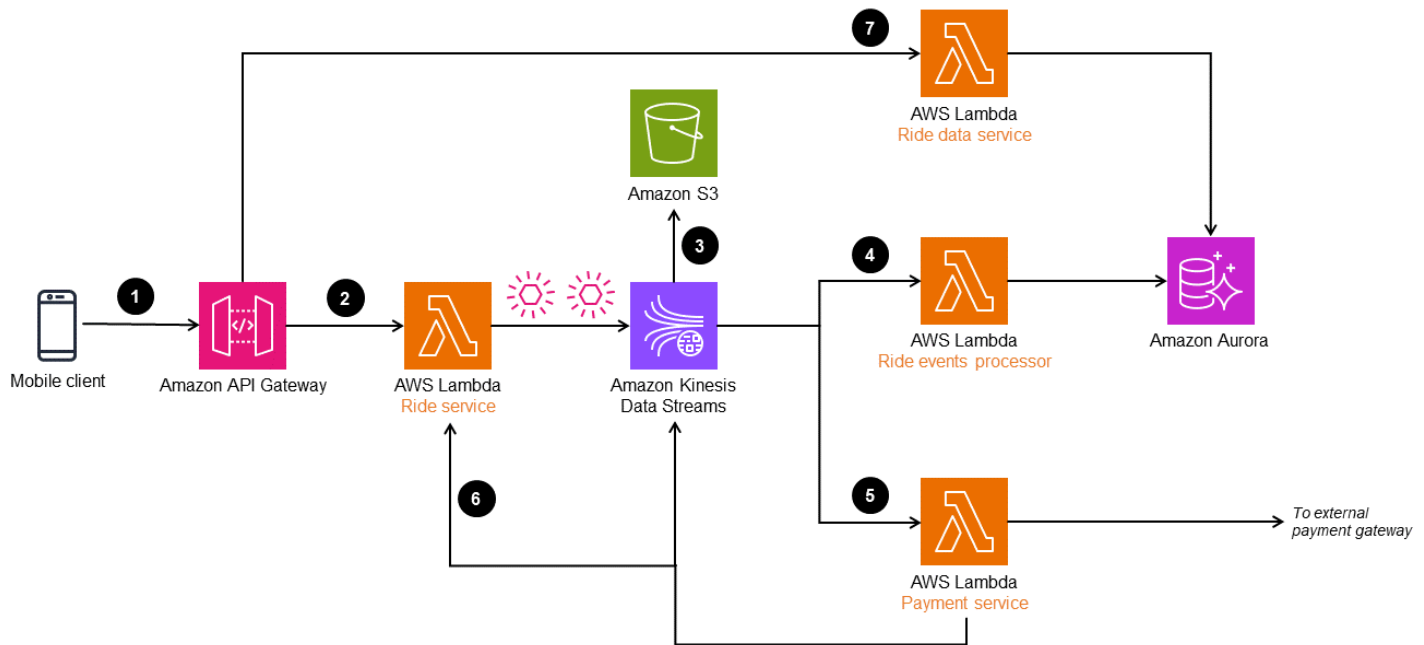 7
AWS Lambda
Ride data service
Amazon S3
1
2
3
4
Mobile client
Amazon API Gateway
AWS Lambda
Ride service
Amazon Kinesis
Data Streams
AWS Lambda
Ride events processor
Amazon Aurora
6
5
To external
payment gateway
AWS Lambda
Payment service